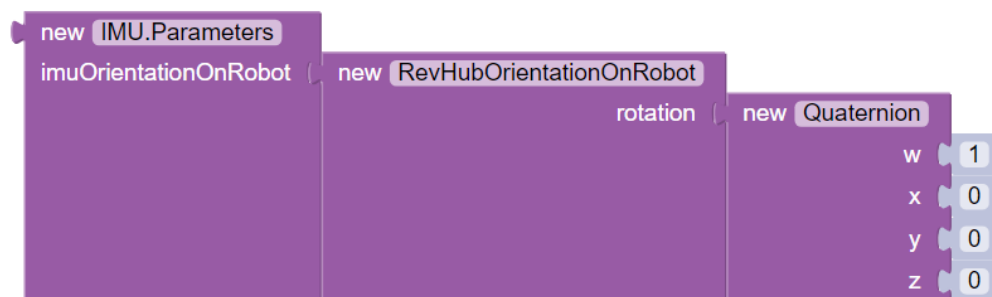 new IMU.Parameters
imuOrientationOnRobot new RevHubOrientationOnRobot
rotation new Quaternion
w 1
x 0
y 0
z 0